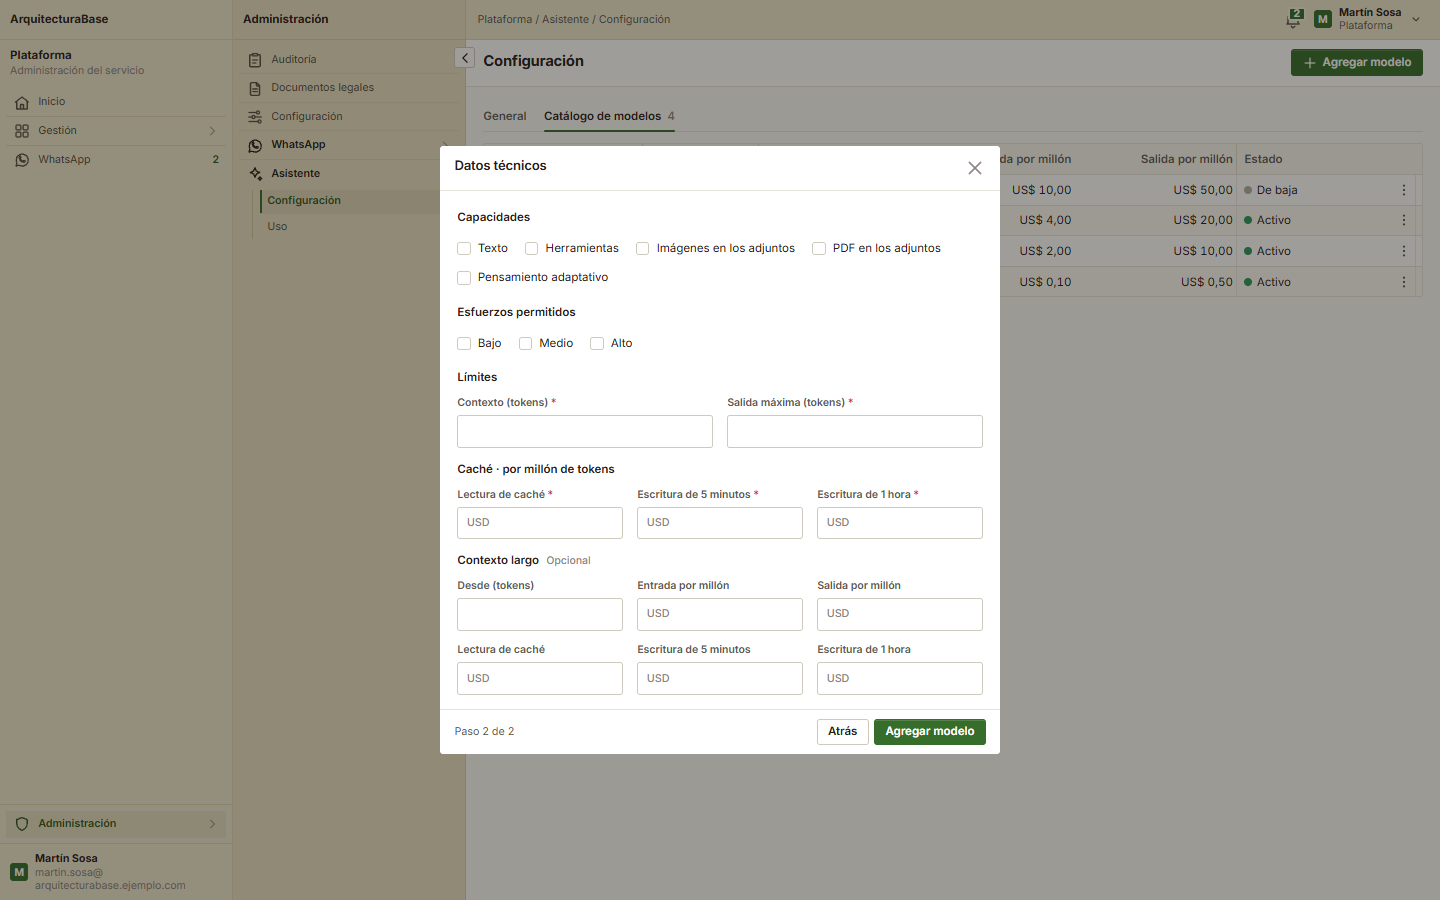 ArquitecturaBase
Plataforma
Administración del servicio
Inicio
Gestión
WhatsApp 2
Administración
Martín Sosa
martin.sosa@
arquitecturabase.ejemplo.com
Administración
Auditoría
Documentos legales
Configuración
WhatsApp
Asistente
Configuración
Uso
Plataforma / Asistente / Configuración
2
M
Martín Sosa
Plataforma
Configuración
Agregar modelo
General
Catálogo de modelos 4
da por millón Salida por millón Estado
US$ 10,00 US$ 50,00 De baja
US$ 4,00 US$ 20,00 Activo
US$ 2,00 US$ 10,00 Activo
US$ 0,10 US$ 0,50 Activo
Datos técnicos
Capacidades
Texto Herramientas Imágenes en los adjuntos PDF en los adjuntos
Pensamiento adaptativo
Esfuerzos permitidos
Bajo Medio Alto
Límites
Contexto (tokens) * Salida máxima (tokens) *
Caché · por millón de tokens
Lectura de caché * Escritura de 5 minutos * Escritura de 1 hora *
USD USD USD
Contexto largo Opcional
Desde (tokens) Entrada por millón Salida por millón
USD USD
Lectura de caché Escritura de 5 minutos Escritura de 1 hora
USD USD USD
Paso 2 de 2 Atrás Agregar modelo
M